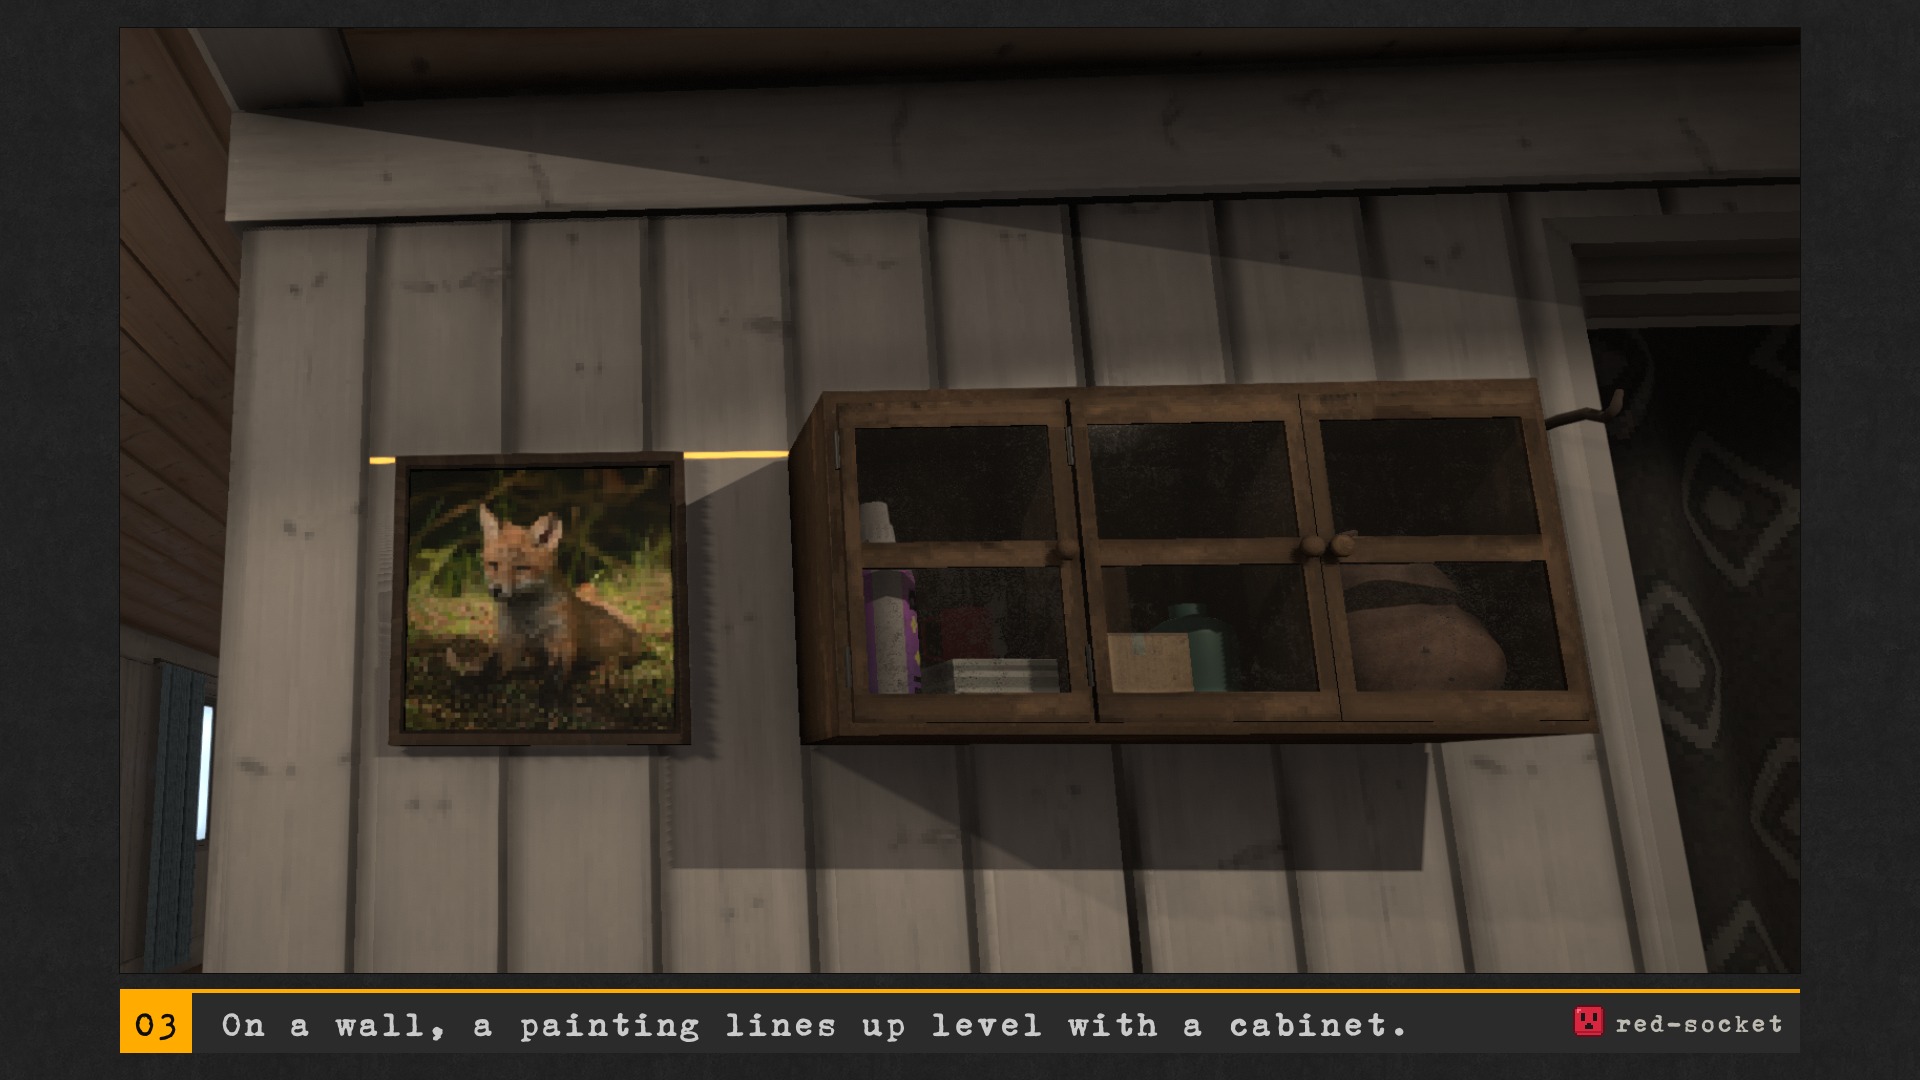 03
On a wall, a painting lines up level with a cabinet.
red-socket